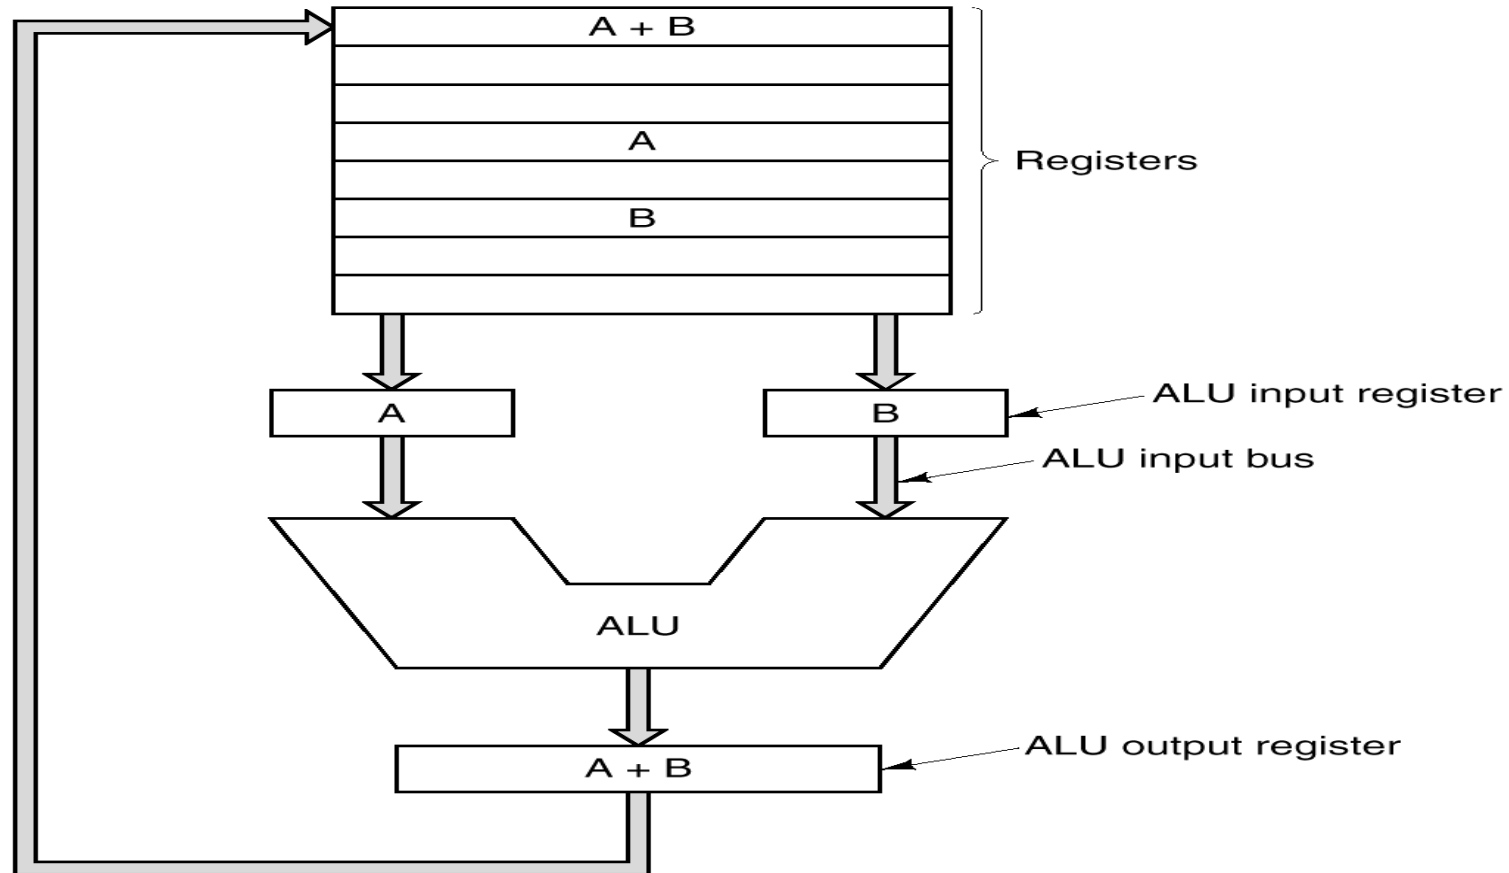 A + B
A
Registers
B
A
B
ALU input register
ALU input bus
ALU
A + B
ALU output register